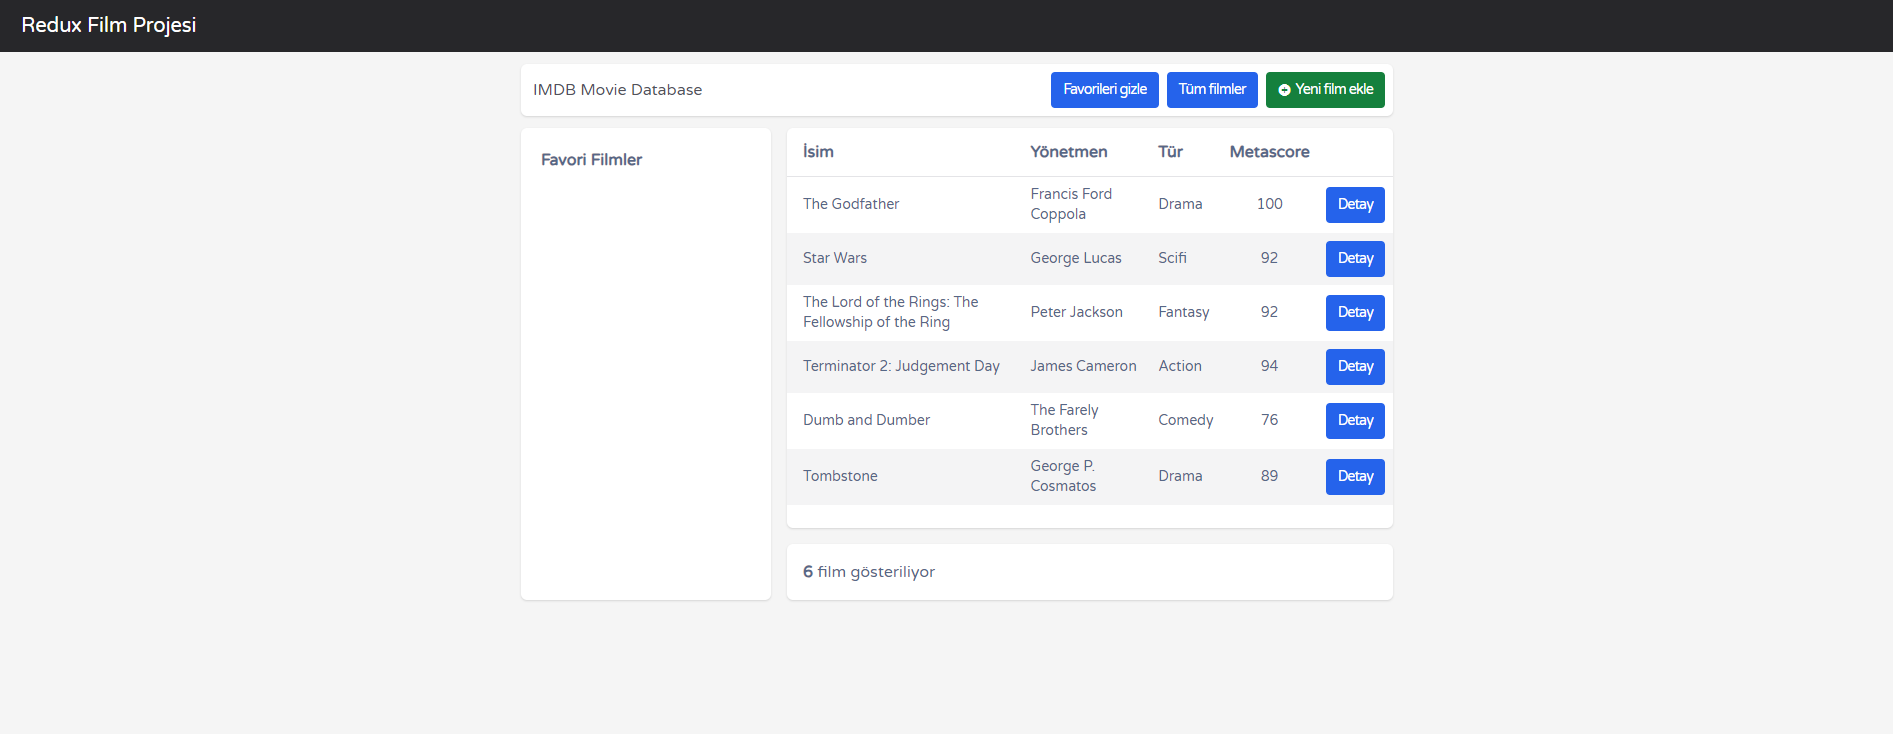 Redux Film Projesi
IMDB Movie Database
Favorileri gizle
Tüm filmler
Yeni film ekle
Favori Filmler
İsim Yönetmen Tür Metascore
The Godfather Francis Ford Coppola Drama 100 Detay
Star Wars George Lucas Scifi 92 Detay
The Lord of the Rings: The Fellowship of the Ring Peter Jackson Fantasy 92 Detay
Terminator 2: Judgement Day James Cameron Action 94 Detay
Dumb and Dumber The Farely Brothers Comedy 76 Detay
Tombstone George P. Cosmatos Drama 89 Detay
6 film gösteriliyor